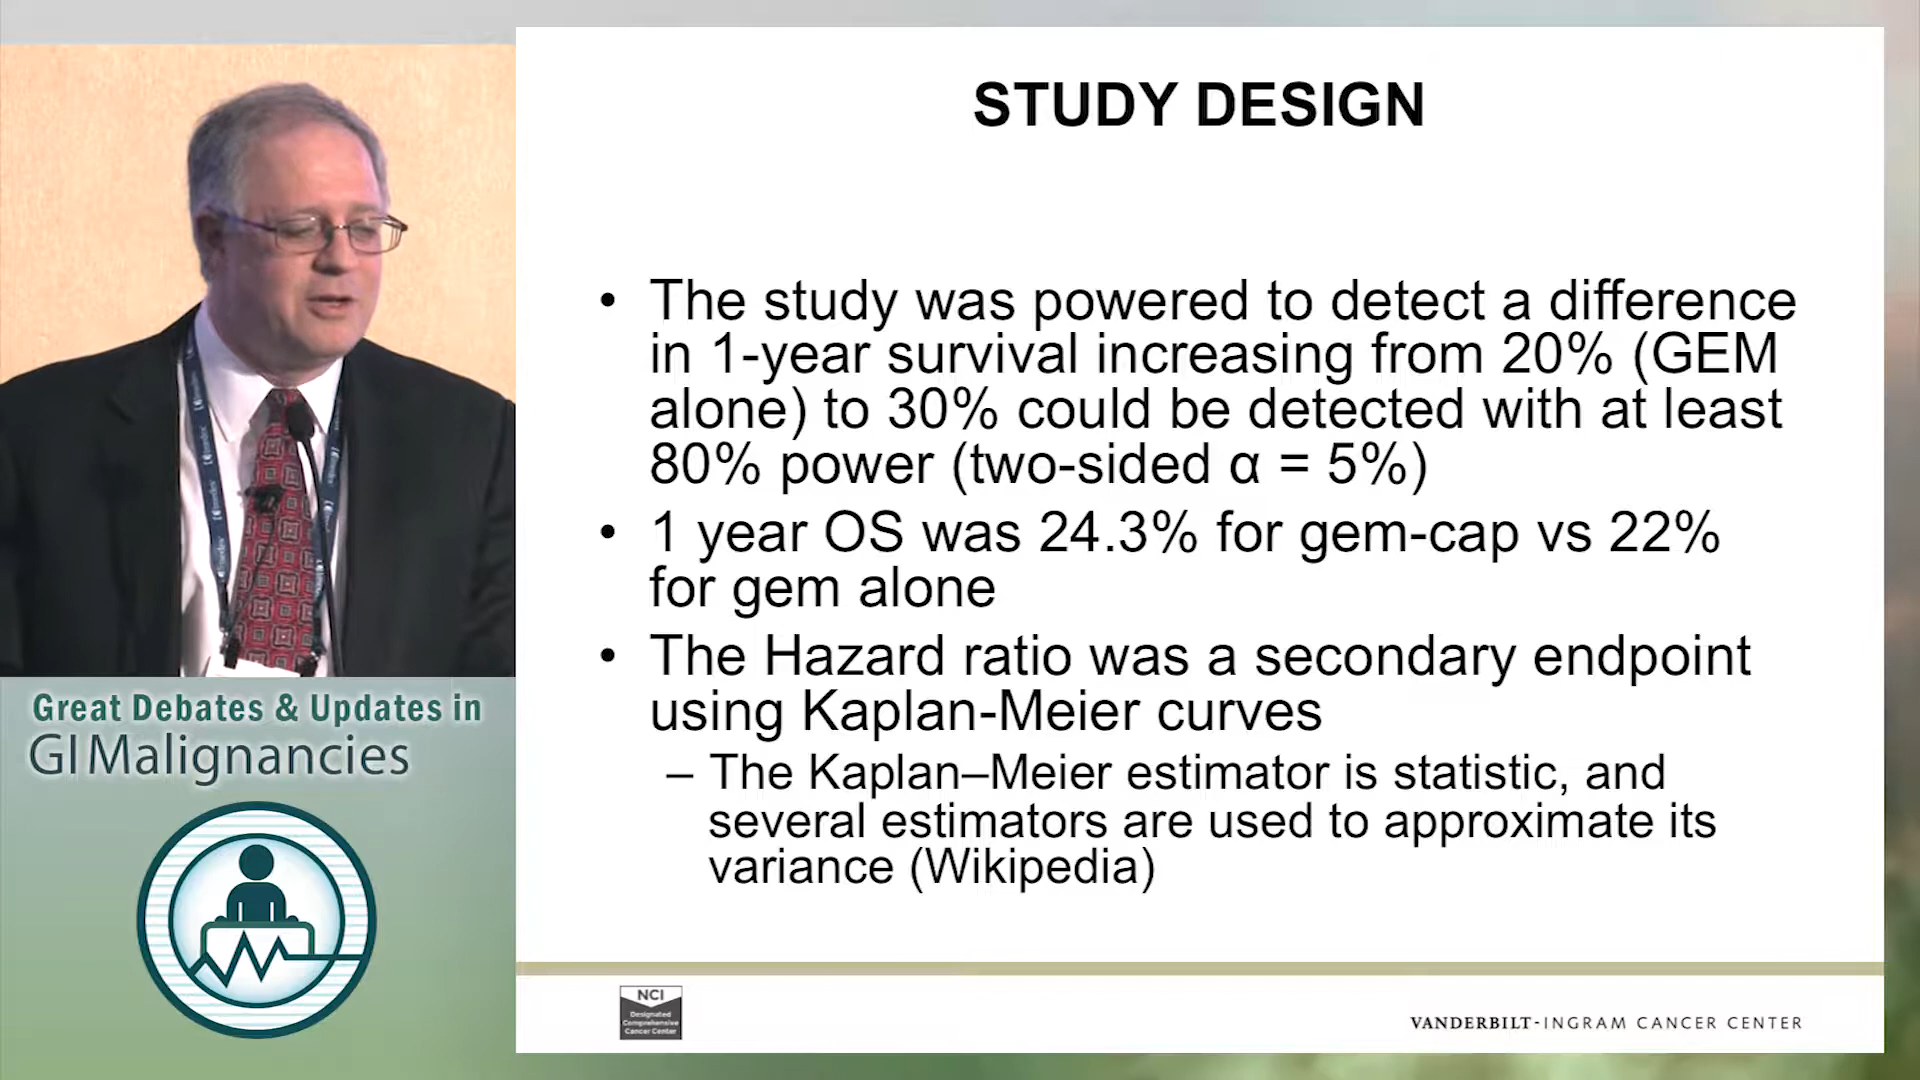 STUDY DESIGN
• The study was powered to detect a difference
in 1-year survival increasing from 20% (GEM
alone) to 30% could be detected with at least
80% power (two-sided α = 5%)
• 1 year OS was 24.3% for gem-cap vs 22%
for gem alone
• The Hazard ratio was a secondary endpoint
using Kaplan-Meier curves
– The Kaplan–Meier estimator is statistic, and
several estimators are used to approximate its
variance (Wikipedia)
Great Debates & Updates in
GI Malignancies
NCI
Designated
Comprehensive
Cancer Center
VANDERBILT-INGRAM CANCER CENTER